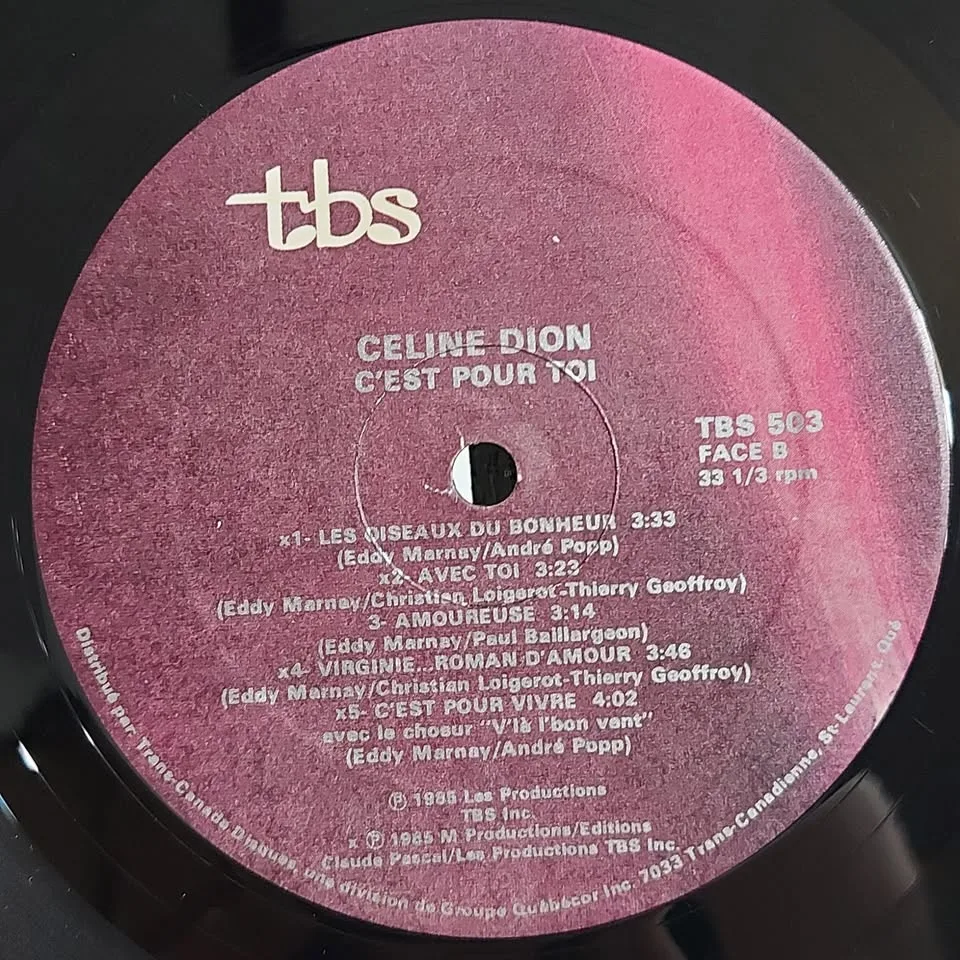 tbs
CELINE DION
C'EST POUR TOI
TBS 503
FACE B
33 1/3 rpm
x1- LES OISEAUX DU BONHEUR 3:33
(Eddy Marnay/André Popp)
x2- AVEC TOI 3:23
(Eddy Marnay/Christian Loigerot-Thierry Geoffroy)
3- AMOUREUSE 3:14
(Eddy Marnay/Paul Baillargeon)
x4- VIRGINIE...ROMAN D'AMOUR 3:46
(Eddy Marnay/Christian Loigerot-Thierry Geoffroy)
x5- C'EST POUR VIVRE 4:02
avec le choeur "V'là l'bon vent"
(Eddy Marnay/André Popp)
Ⓟ 1985 Les Productions
TBS Inc.
x Ⓟ 1985 M Productions/Editions
Claude Pascal/Les Productions TBS Inc.
Distribué par: Trans-Canada Disques, une division de Groupe Québécor Inc. 7033 Trans-Canadienne, St-Laurent Qué